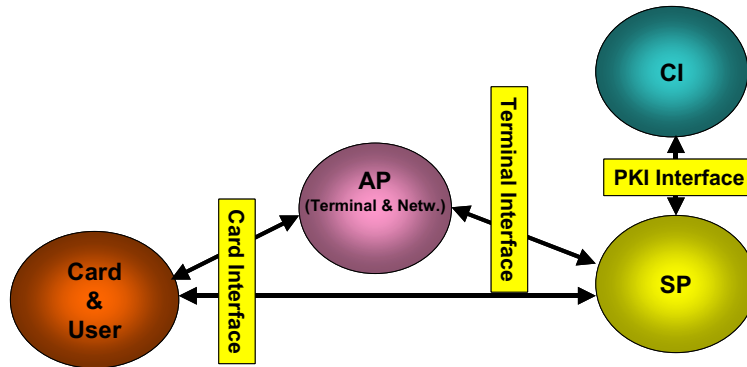 CI
Terminal Interface
PKI Interface
AP
(Terminal & Netw.)
Card Interface
Card
&
User
SP